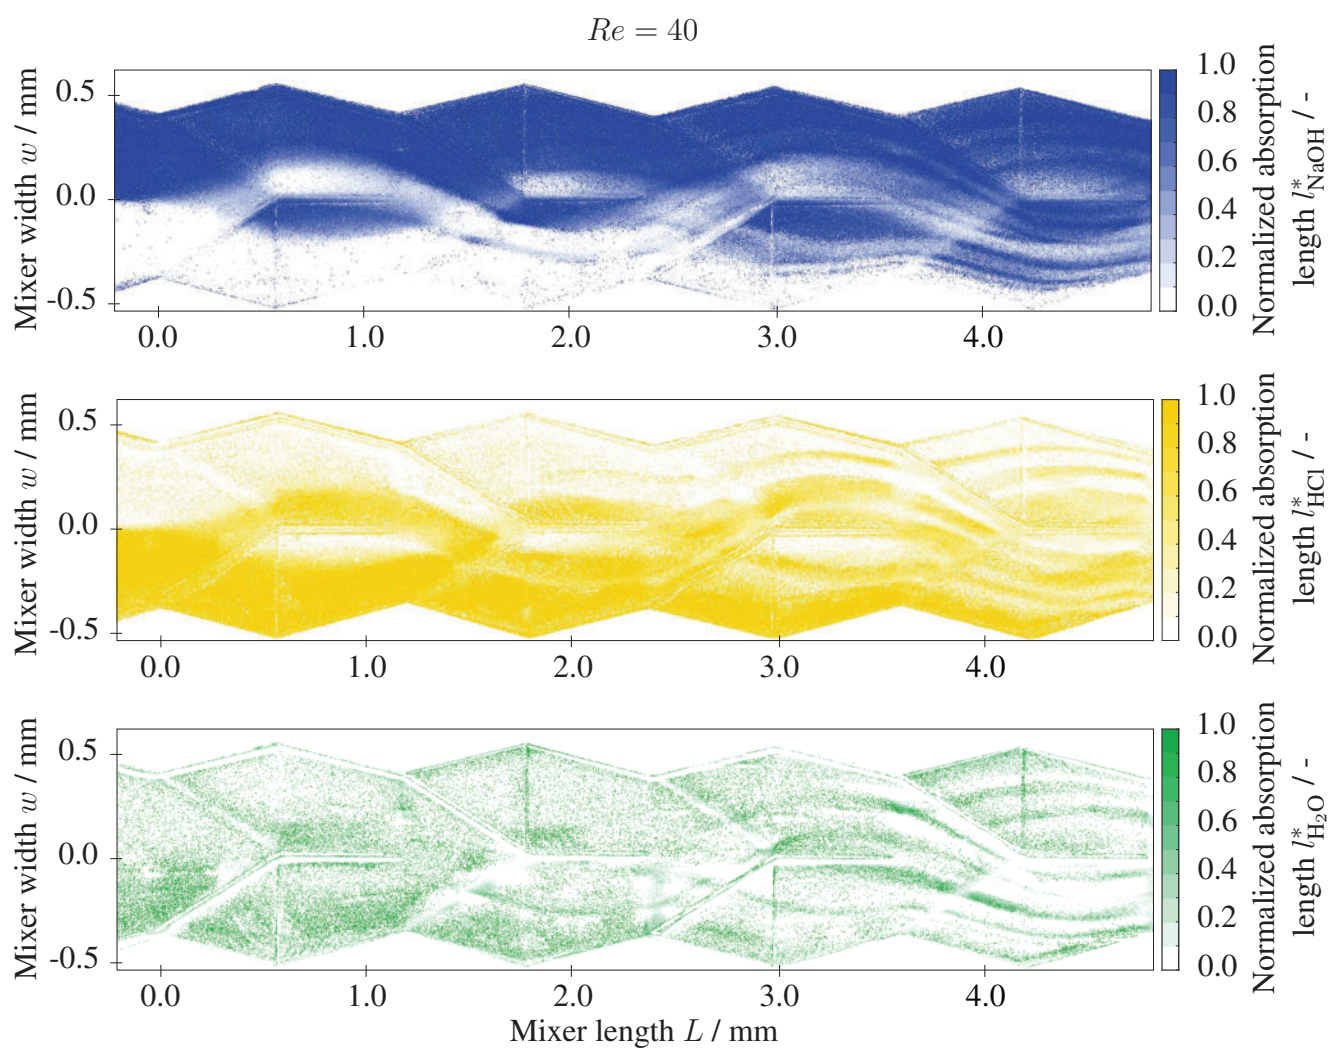 Re = 40
Mixer width w / mm
0.5
0.0
-0.5
0.0 1.0 2.0 3.0 4.0
1.0
0.8
0.6
0.4
0.2
0.0
Normalized absorption
length l*NaOH / -
Mixer width w / mm
0.5
0.0
-0.5
0.0 1.0 2.0 3.0 4.0
1.0
0.8
0.6
0.4
0.2
0.0
Normalized absorption
length l*HCl / -
Mixer width w / mm
0.5
0.0
-0.5
0.0 1.0 2.0 3.0 4.0
1.0
0.8
0.6
0.4
0.2
0.0
Normalized absorption
length l*H₂O / -
Mixer length L / mm